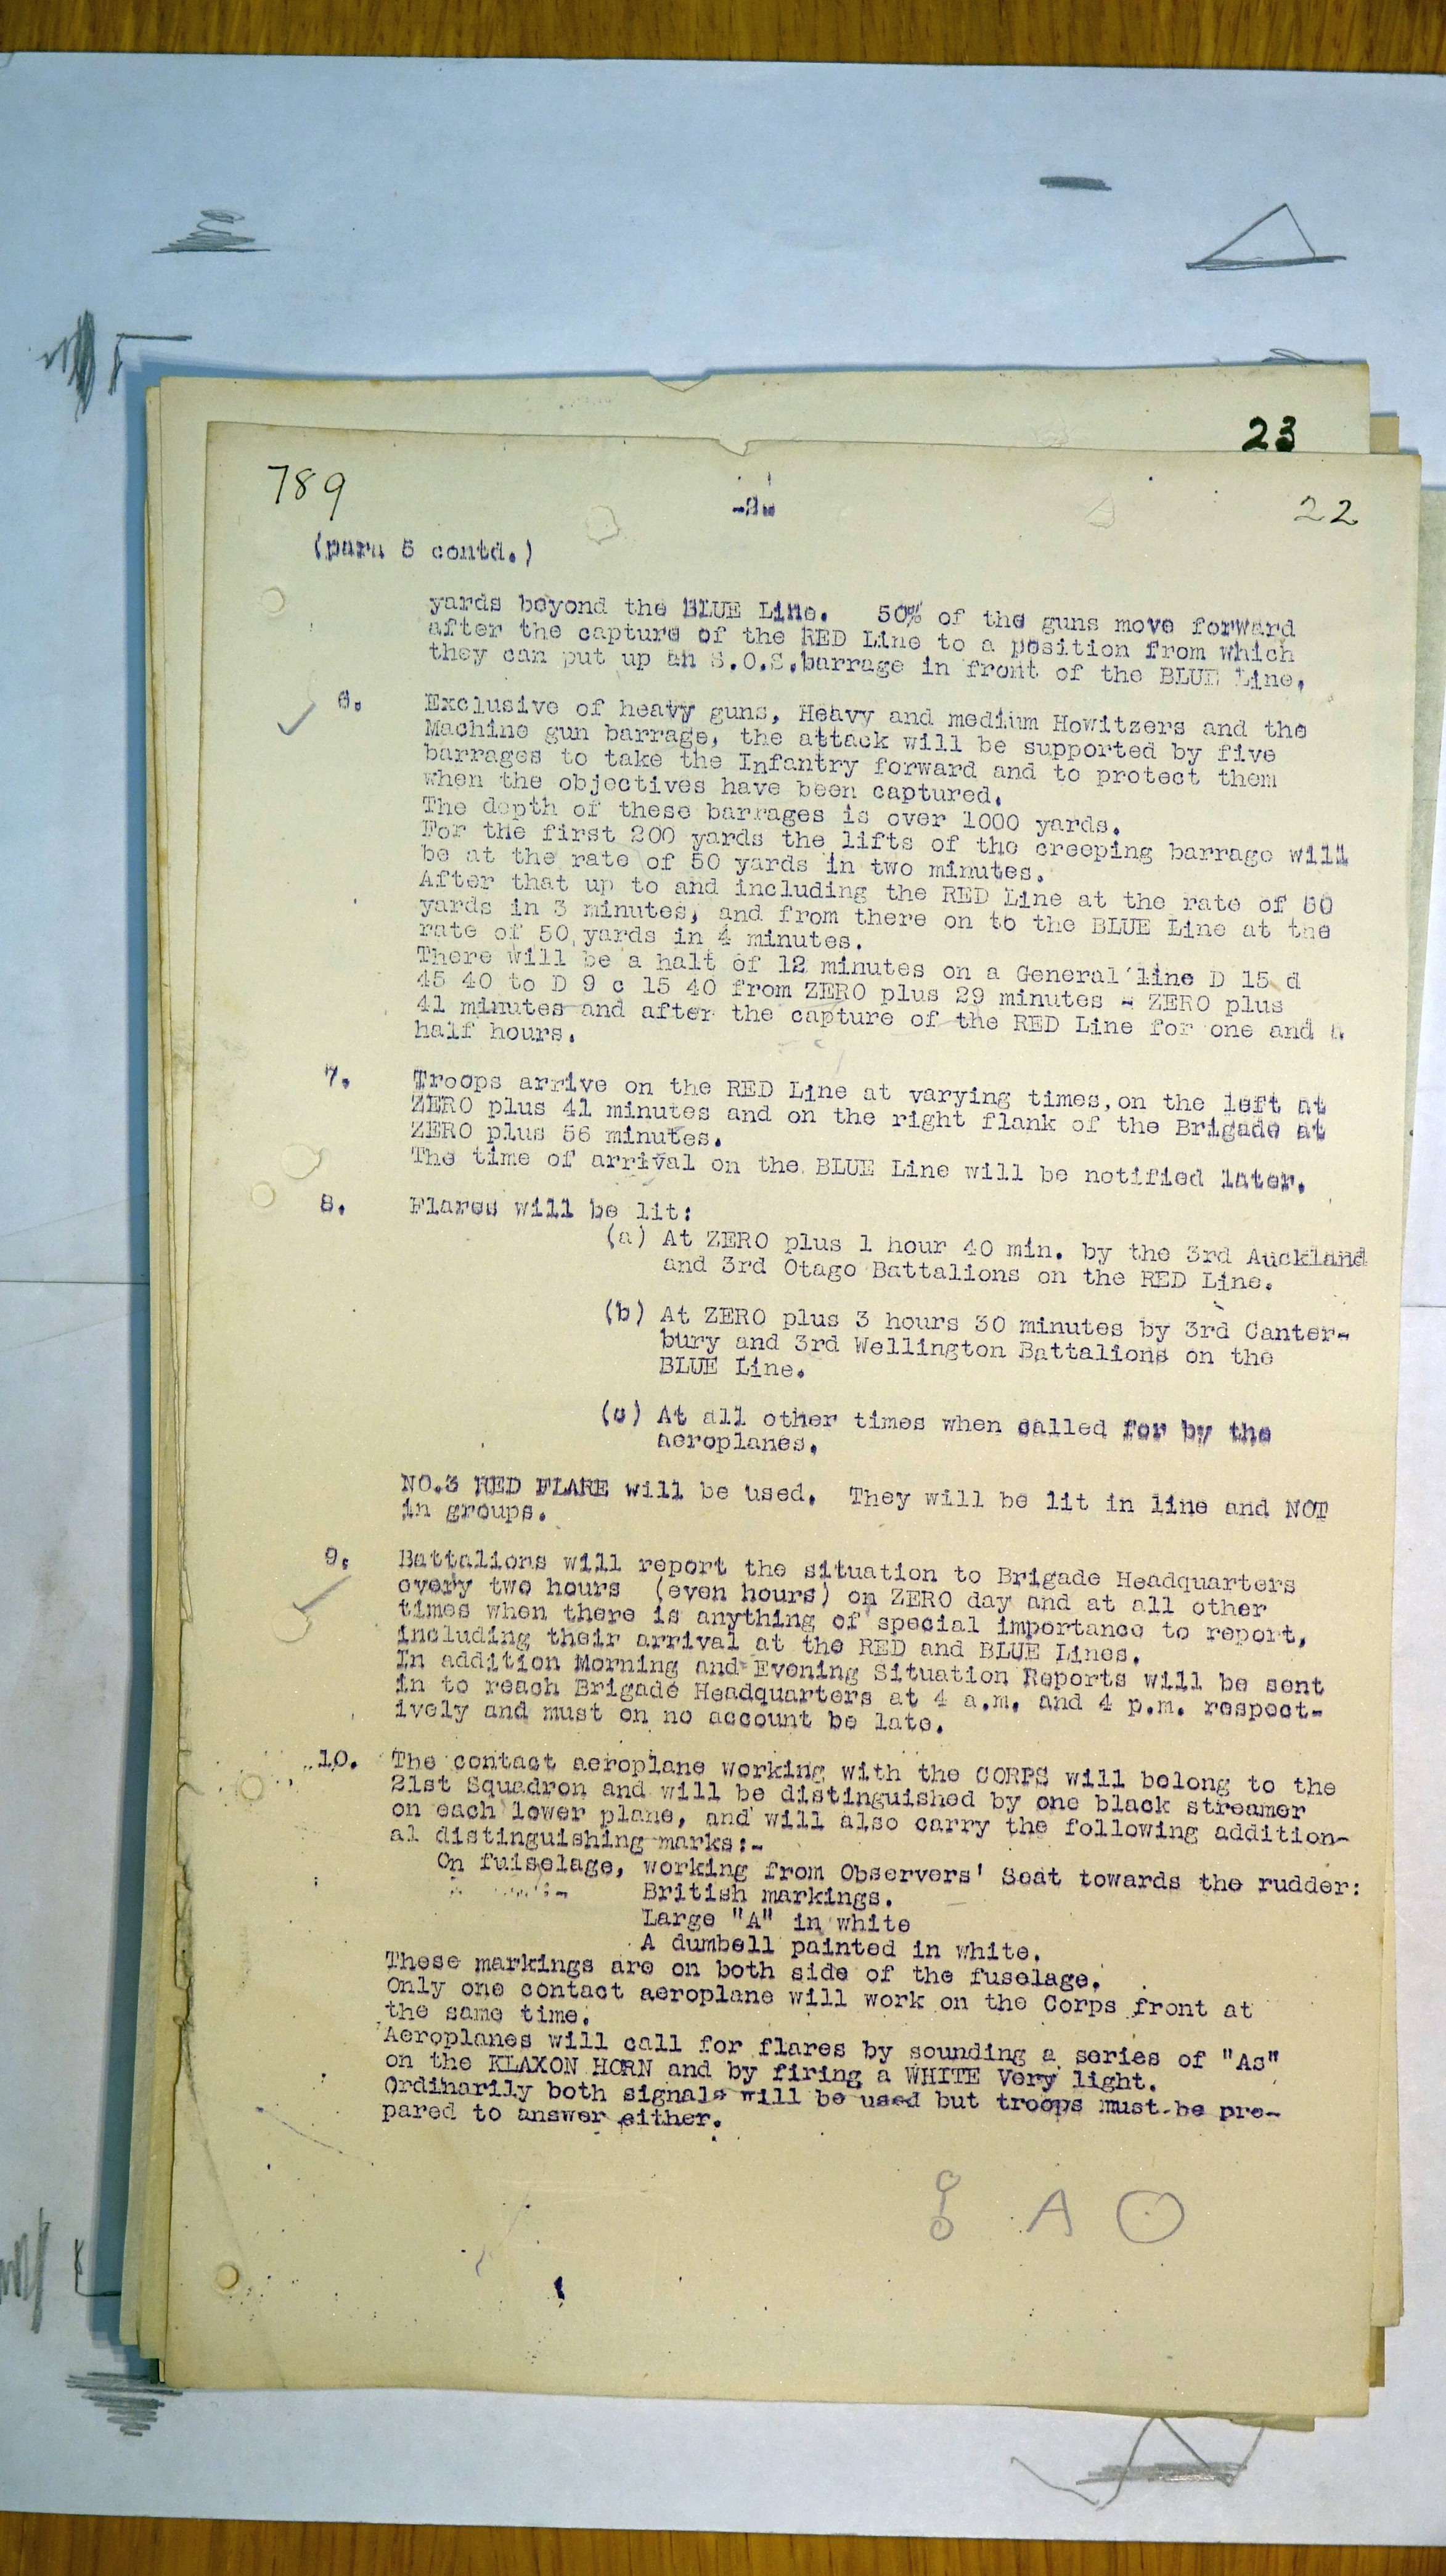 23
789
-2-
22
(para 5 contd.)
yards beyond the BLUE Line. 50% of the guns move forward
after the capture of the RED Line to a position from which
they can put up an S.O.S.barrage in front of the BLUE Line.
6. Exclusive of heavy guns, Heavy and medium Howitzers and the
Machine gun barrage, the attack will be supported by five
barrages to take the Infantry forward and to protect them
when the objectives have been captured.
The depth of these barrages is over 1000 yards.
For the first 200 yards the lifts of the creeping barrage will
be at the rate of 50 yards in two minutes.
After that up to and including the RED Line at the rate of 50
yards in 3 minutes, and from there on to the BLUE Line at the
rate of 50 yards in 4 minutes.
There will be a halt of 12 minutes on a General line D 15 d
45 40 to D 9 c 15 40 from ZERO plus 29 minutes - ZERO plus
41 minutes and after the capture of the RED Line for one and a
half hours.
7. Troops arrive on the RED Line at varying times, on the left at
ZERO plus 41 minutes and on the right flank of the Brigade at
ZERO plus 56 minutes.
The time of arrival on the BLUE Line will be notified later.
8. Flares will be lit:
(a) At ZERO plus 1 hour 40 min. by the 3rd Auckland
and 3rd Otago Battalions on the RED Line.
(b) At ZERO plus 3 hours 30 minutes by 3rd Canter-
bury and 3rd Wellington Battalions on the
BLUE Line.
(c) At all other times when called for by the
aeroplanes.
NO.3 RED FLARE will be used. They will be lit in line and NOT
in groups.
9. Battalions will report the situation to Brigade Headquarters
every two hours (even hours) on ZERO day and at all other
times when there is anything of special importance to report,
including their arrival at the RED and BLUE Lines.
In addition Morning and Evening Situation Reports will be sent
in to reach Brigade Headquarters at 4 a.m. and 4 p.m. respect-
ively and must on no account be late.
10. The contact aeroplane working with the CORPS will belong to the
21st Squadron and will be distinguished by one black streamer
on each lower plane, and will also carry the following addition-
al distinguishing marks:-
On fuiselage, working from Observers' Seat towards the rudder:
British markings.
Large "A" in white
A dumbell painted in white.
These markings are on both side of the fuselage.
Only one contact aeroplane will work on the Corps front at
the same time.
Aeroplanes will call for flares by sounding a series of "As"
on the KLAXON HORN and by firing a WHITE Very light.
Ordinarily both signals will be used but troops must be pre-
pared to answer either.
A